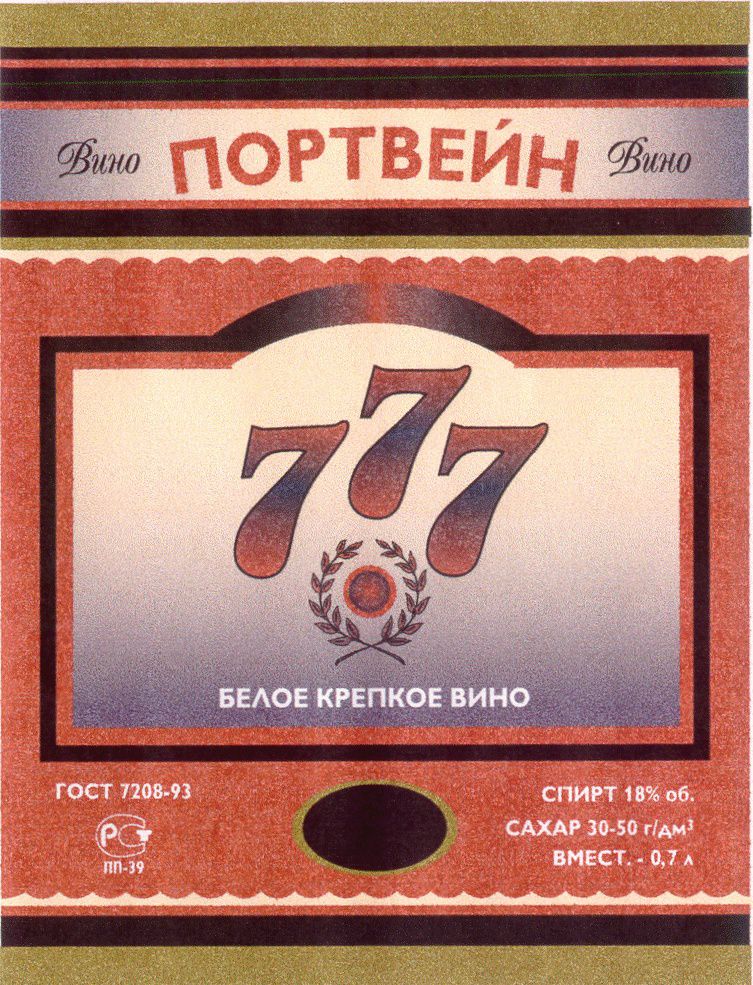 Вино ПОРТВЕЙН Вино
777
БЕЛОЕ КРЕПКОЕ ВИНО
ГОСТ 7208-93
РСТ
ПП-39
СПИРТ 18% об.
САХАР 30-50 г/дм³
ВМЕСТ. - 0,7 л